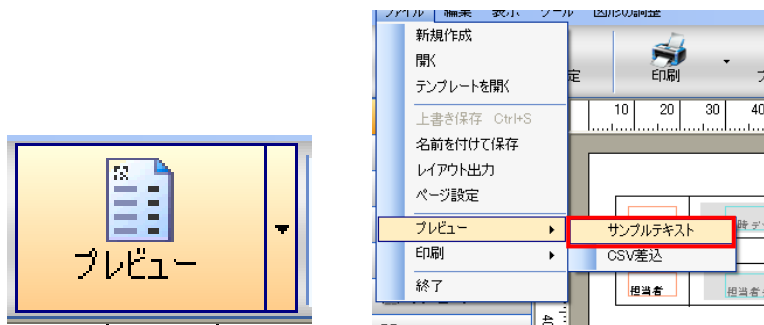 プレビュー
ファイル 編集 表示 ツール 図形の調整
新規作成
開く
テンプレートを開く
上書き保存 Ctrl+S
名前を付けて保存
レイアウト出力
ページ設定
プレビュー
印刷
終了
サンプルテキスト
CSV差込
定
印刷
10 20 30 40
時デ
担当者
担当者
40